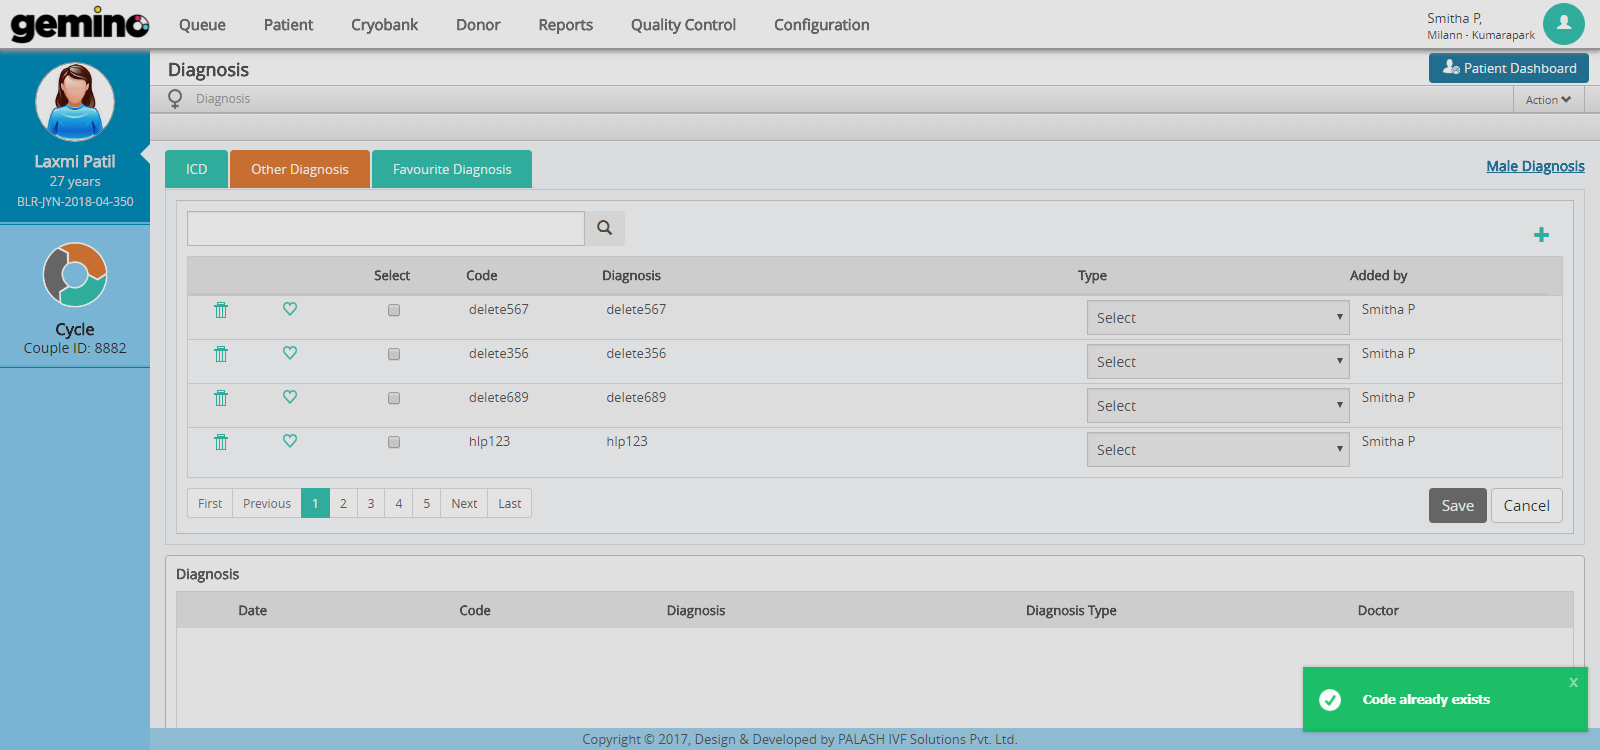 gemino Queue Patient Cryobank Donor Reports Quality Control Configuration Smitha P,
Milann - Kumarapark
Diagnosis Patient Dashboard
Diagnosis Action
Laxmi Patil
27 years
BLR-JYN-2018-04-350
Cycle
Couple ID: 8882
ICD Other Diagnosis Favourite Diagnosis Male Diagnosis
Select Code Diagnosis Type Added by
delete567 delete567 Select Smitha P
delete356 delete356 Select Smitha P
delete689 delete689 Select Smitha P
hlp123 hlp123 Select Smitha P
First Previous 1 2 3 4 5 Next Last Save Cancel
Diagnosis
Date Code Diagnosis Diagnosis Type Doctor
x
Code already exists
Copyright © 2017, Design & Developed by PALASH IVF Solutions Pvt. Ltd.